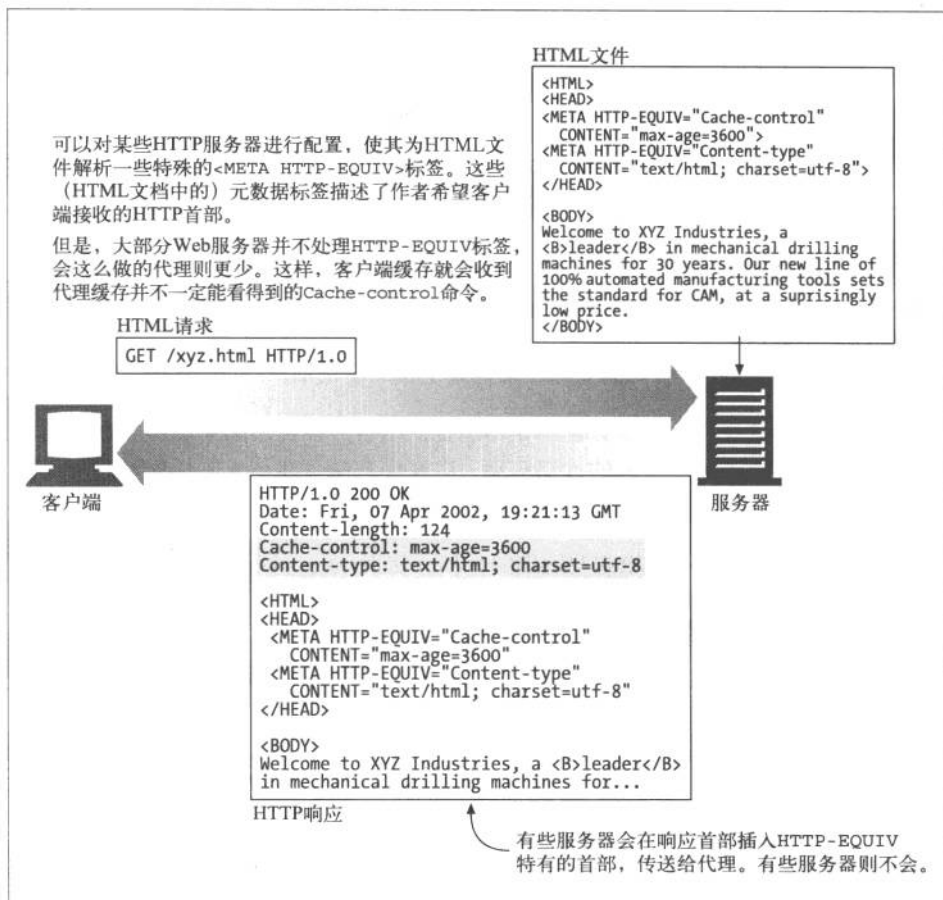 HTML文件
<HTML>
<HEAD>
<META HTTP-EQUIV="Cache-control"
CONTENT="max-age=3600">
<META HTTP-EQUIV="Content-type"
CONTENT="text/html; charset=utf-8">
</HEAD>
<BODY>
Welcome to XYZ Industries, a
<B>leader</B> in mechanical drilling
machines for 30 years. Our new line of
100% automated manufacturing tools sets
the standard for CAM, at a suprisingly
low price.
</BODY>
可以对某些HTTP服务器进行配置，使其为HTML文
件解析一些特殊的<META HTTP-EQUIV>标签。这些
（HTML文档中的）元数据标签描述了作者希望客户
端接收的HTTP首部。
但是，大部分Web服务器并不处理HTTP-EQUIV标签，
会这么做的代理则更少。这样，客户端缓存就会收到
代理缓存并不一定能看得到的Cache-control命令。
HTML请求
GET /xyz.html HTTP/1.0
客户端
服务器
HTTP/1.0 200 OK
Date: Fri, 07 Apr 2002, 19:21:13 GMT
Content-length: 124
Cache-control: max-age=3600
Content-type: text/html; charset=utf-8
<HTML>
<HEAD>
<META HTTP-EQUIV="Cache-control"
CONTENT="max-age=3600"
<META HTTP-EQUIV="Content-type"
CONTENT="text/html; charset=utf-8"
</HEAD>
<BODY>
Welcome to XYZ Industries, a <B>leader</B>
in mechanical drilling machines for...
HTTP响应
有些服务器会在响应首部插入HTTP-EQUIV
特有的首部，传送给代理。有些服务器则不会。